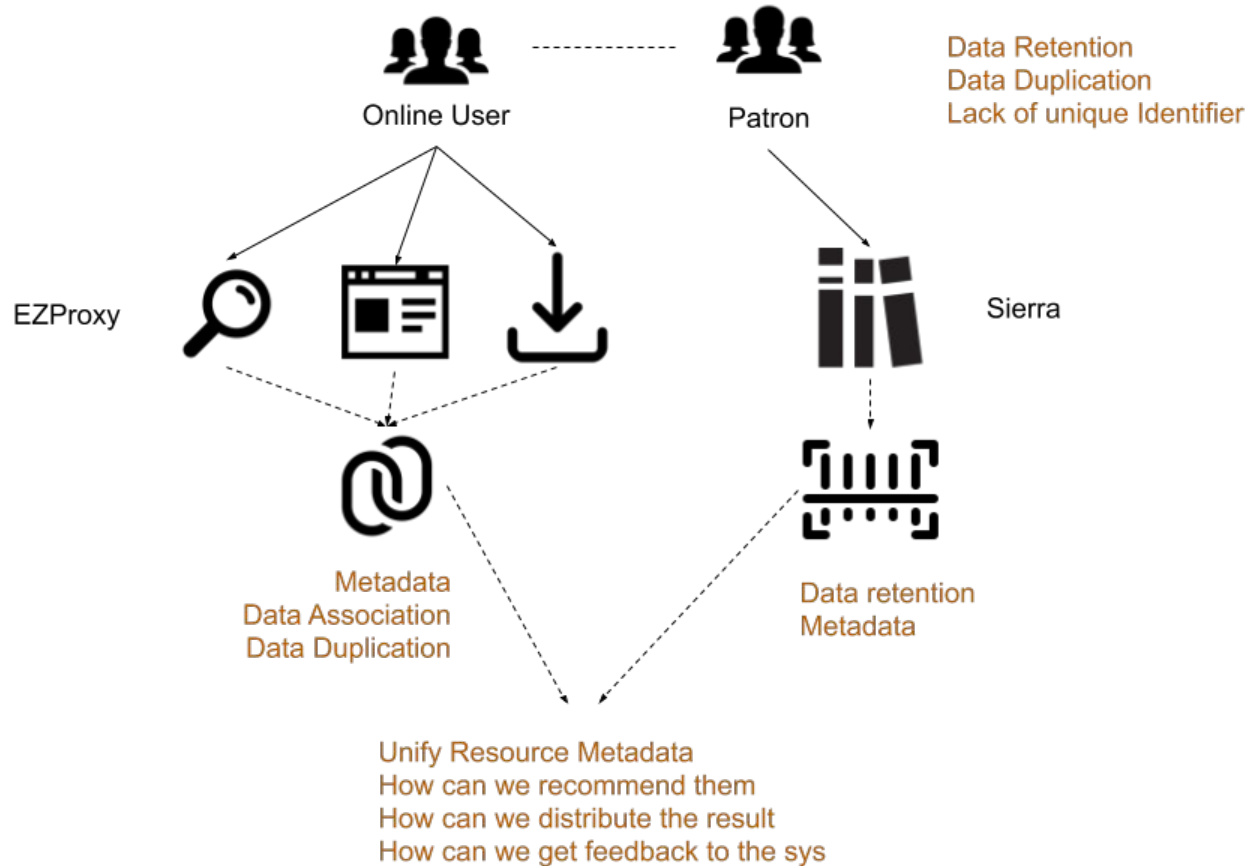 Online User
Patron
Data Retention
Data Duplication
Lack of unique Identifier
EZProxy
Sierra
Metadata
Data Association
Data Duplication
Data retention
Metadata
Unify Resource Metadata
How can we recommend them
How can we distribute the result
How can we get feedback to the sys